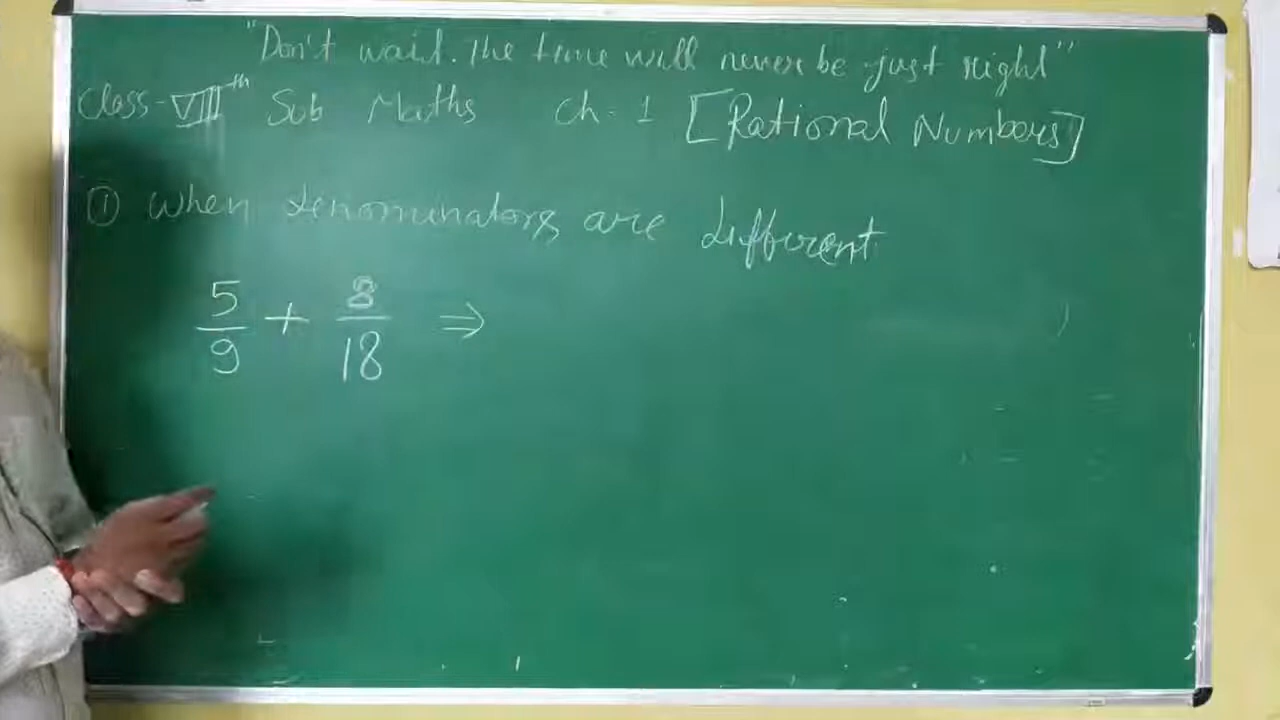 "Don't wait. The time will never be just right"
Class-VIIIth Sub Maths Ch-1 [Rational Numbers]
① When denominators are different
5/9 + 8/18 ⇒